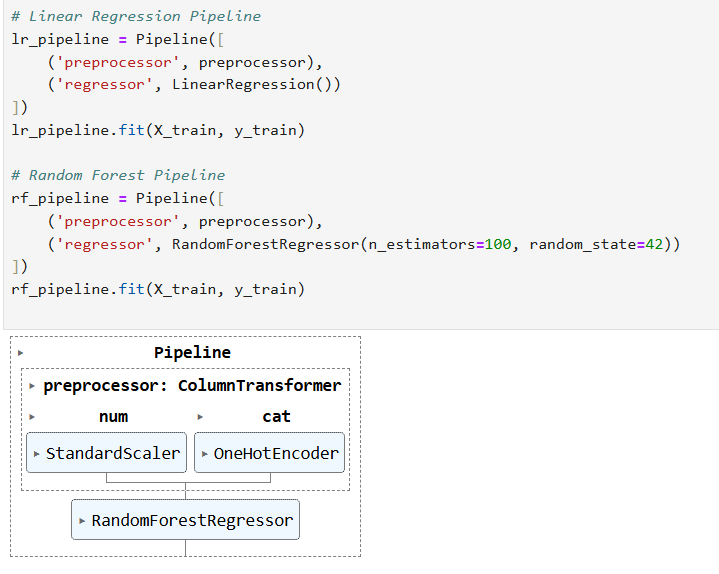 # Linear Regression Pipeline
lr_pipeline = Pipeline([
    ('preprocessor', preprocessor),
    ('regressor', LinearRegression())
])
lr_pipeline.fit(X_train, y_train)

# Random Forest Pipeline
rf_pipeline = Pipeline([
    ('preprocessor', preprocessor),
    ('regressor', RandomForestRegressor(n_estimators=100, random_state=42))
])
rf_pipeline.fit(X_train, y_train)
Pipeline
preprocessor: ColumnTransformer
num cat
StandardScaler OneHotEncoder
RandomForestRegressor